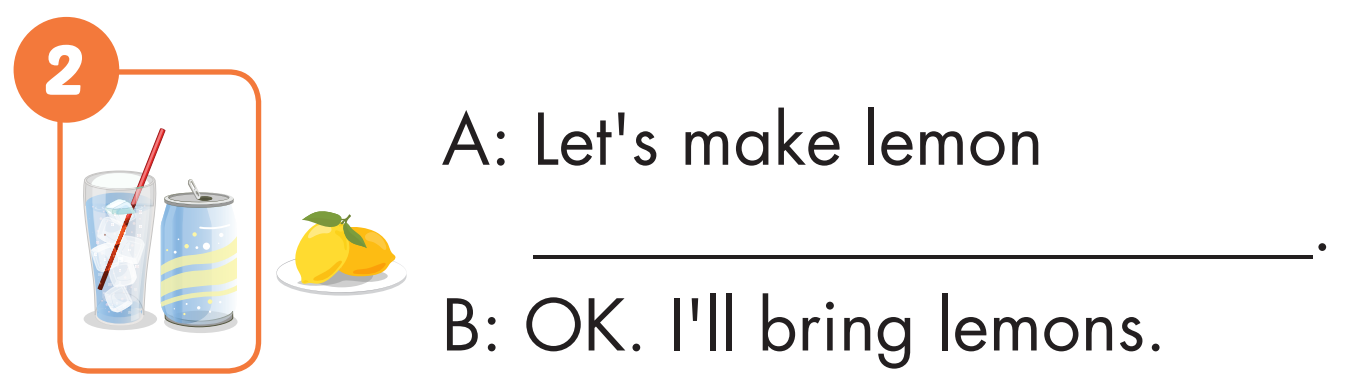 2
A: Let's make lemon
.
B: OK. I'll bring lemons.